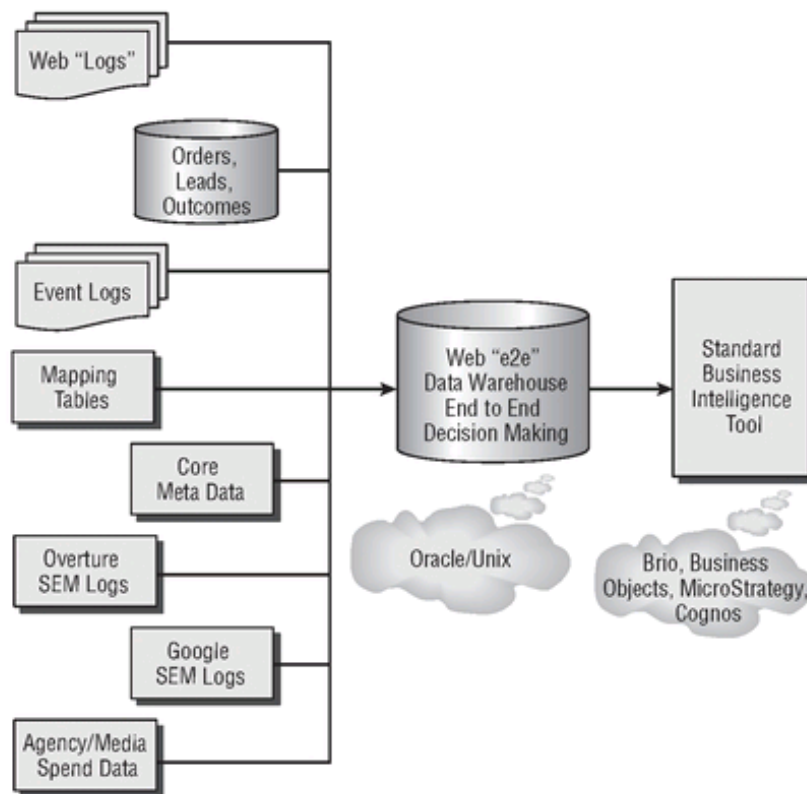 Web “Logs”
Orders,
Leads,
Outcomes
Event Logs
Mapping
Tables
Core
Meta Data
Overture
SEM Logs
Google
SEM Logs
Agency/Media
Spend Data
Web “e2e”
Data Warehouse
End to End
Decision Making
Oracle/Unix
Standard
Business
Intelligence
Tool
Brio, Business
Objects, MicroStrategy,
Cognos